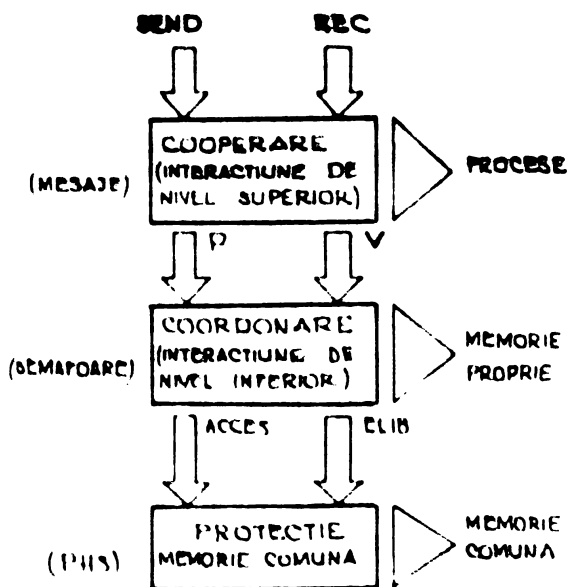 SEND REC
COOPERARE
(INTERACTIUNE DE
NIVEL SUPERIOR)
(MESAJE)
PROCESE
P V
COORDONARE
(INTERACTIUNE DE
NIVEL INFERIOR)
(SEMAFOARE)
MEMORIE
PROPRIE
ACCES ELIB
PROTECTIE
MEMORIE COMUNA
MEMORIE
COMUNA